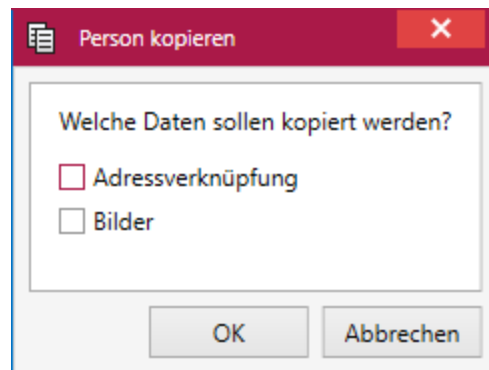 Person kopieren
Welche Daten sollen kopiert werden?
Adressverknüpfung
Bilder
OK
Abbrechen